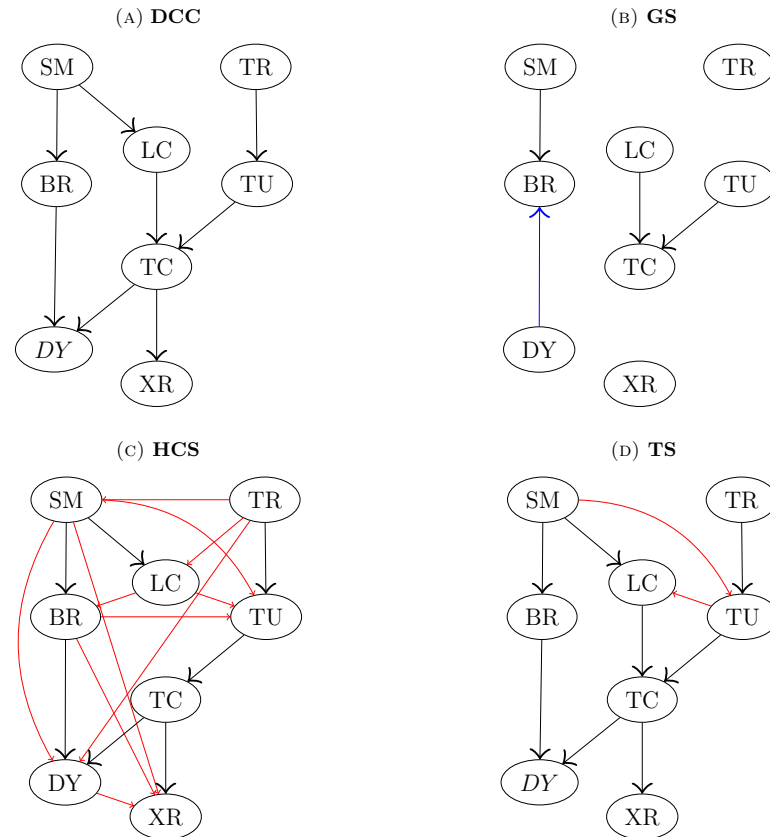 (A) DCC
(B) GS
SM
TR
SM
TR
LC
LC
BR
TU
BR
TU
TC
TC
DY
DY
XR
XR
(C) HCS
(D) TS
SM
TR
SM
TR
LC
LC
BR
TU
BR
TU
TC
TC
DY
DY
XR
XR